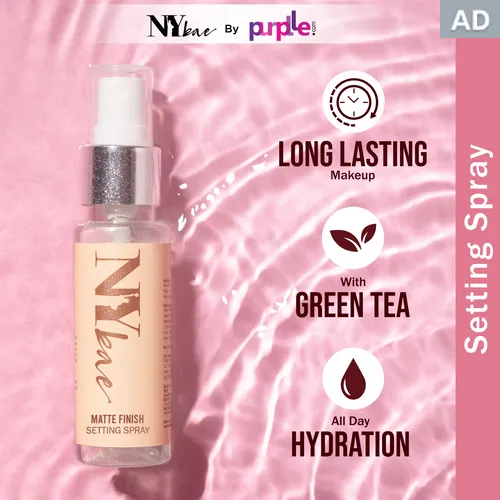 NYbae By purplle.com
AD
LONG LASTING
Makeup
With
GREEN TEA
All Day
HYDRATION
Setting Spray
NYbae
MATTE FINISH
SETTING SPRAY